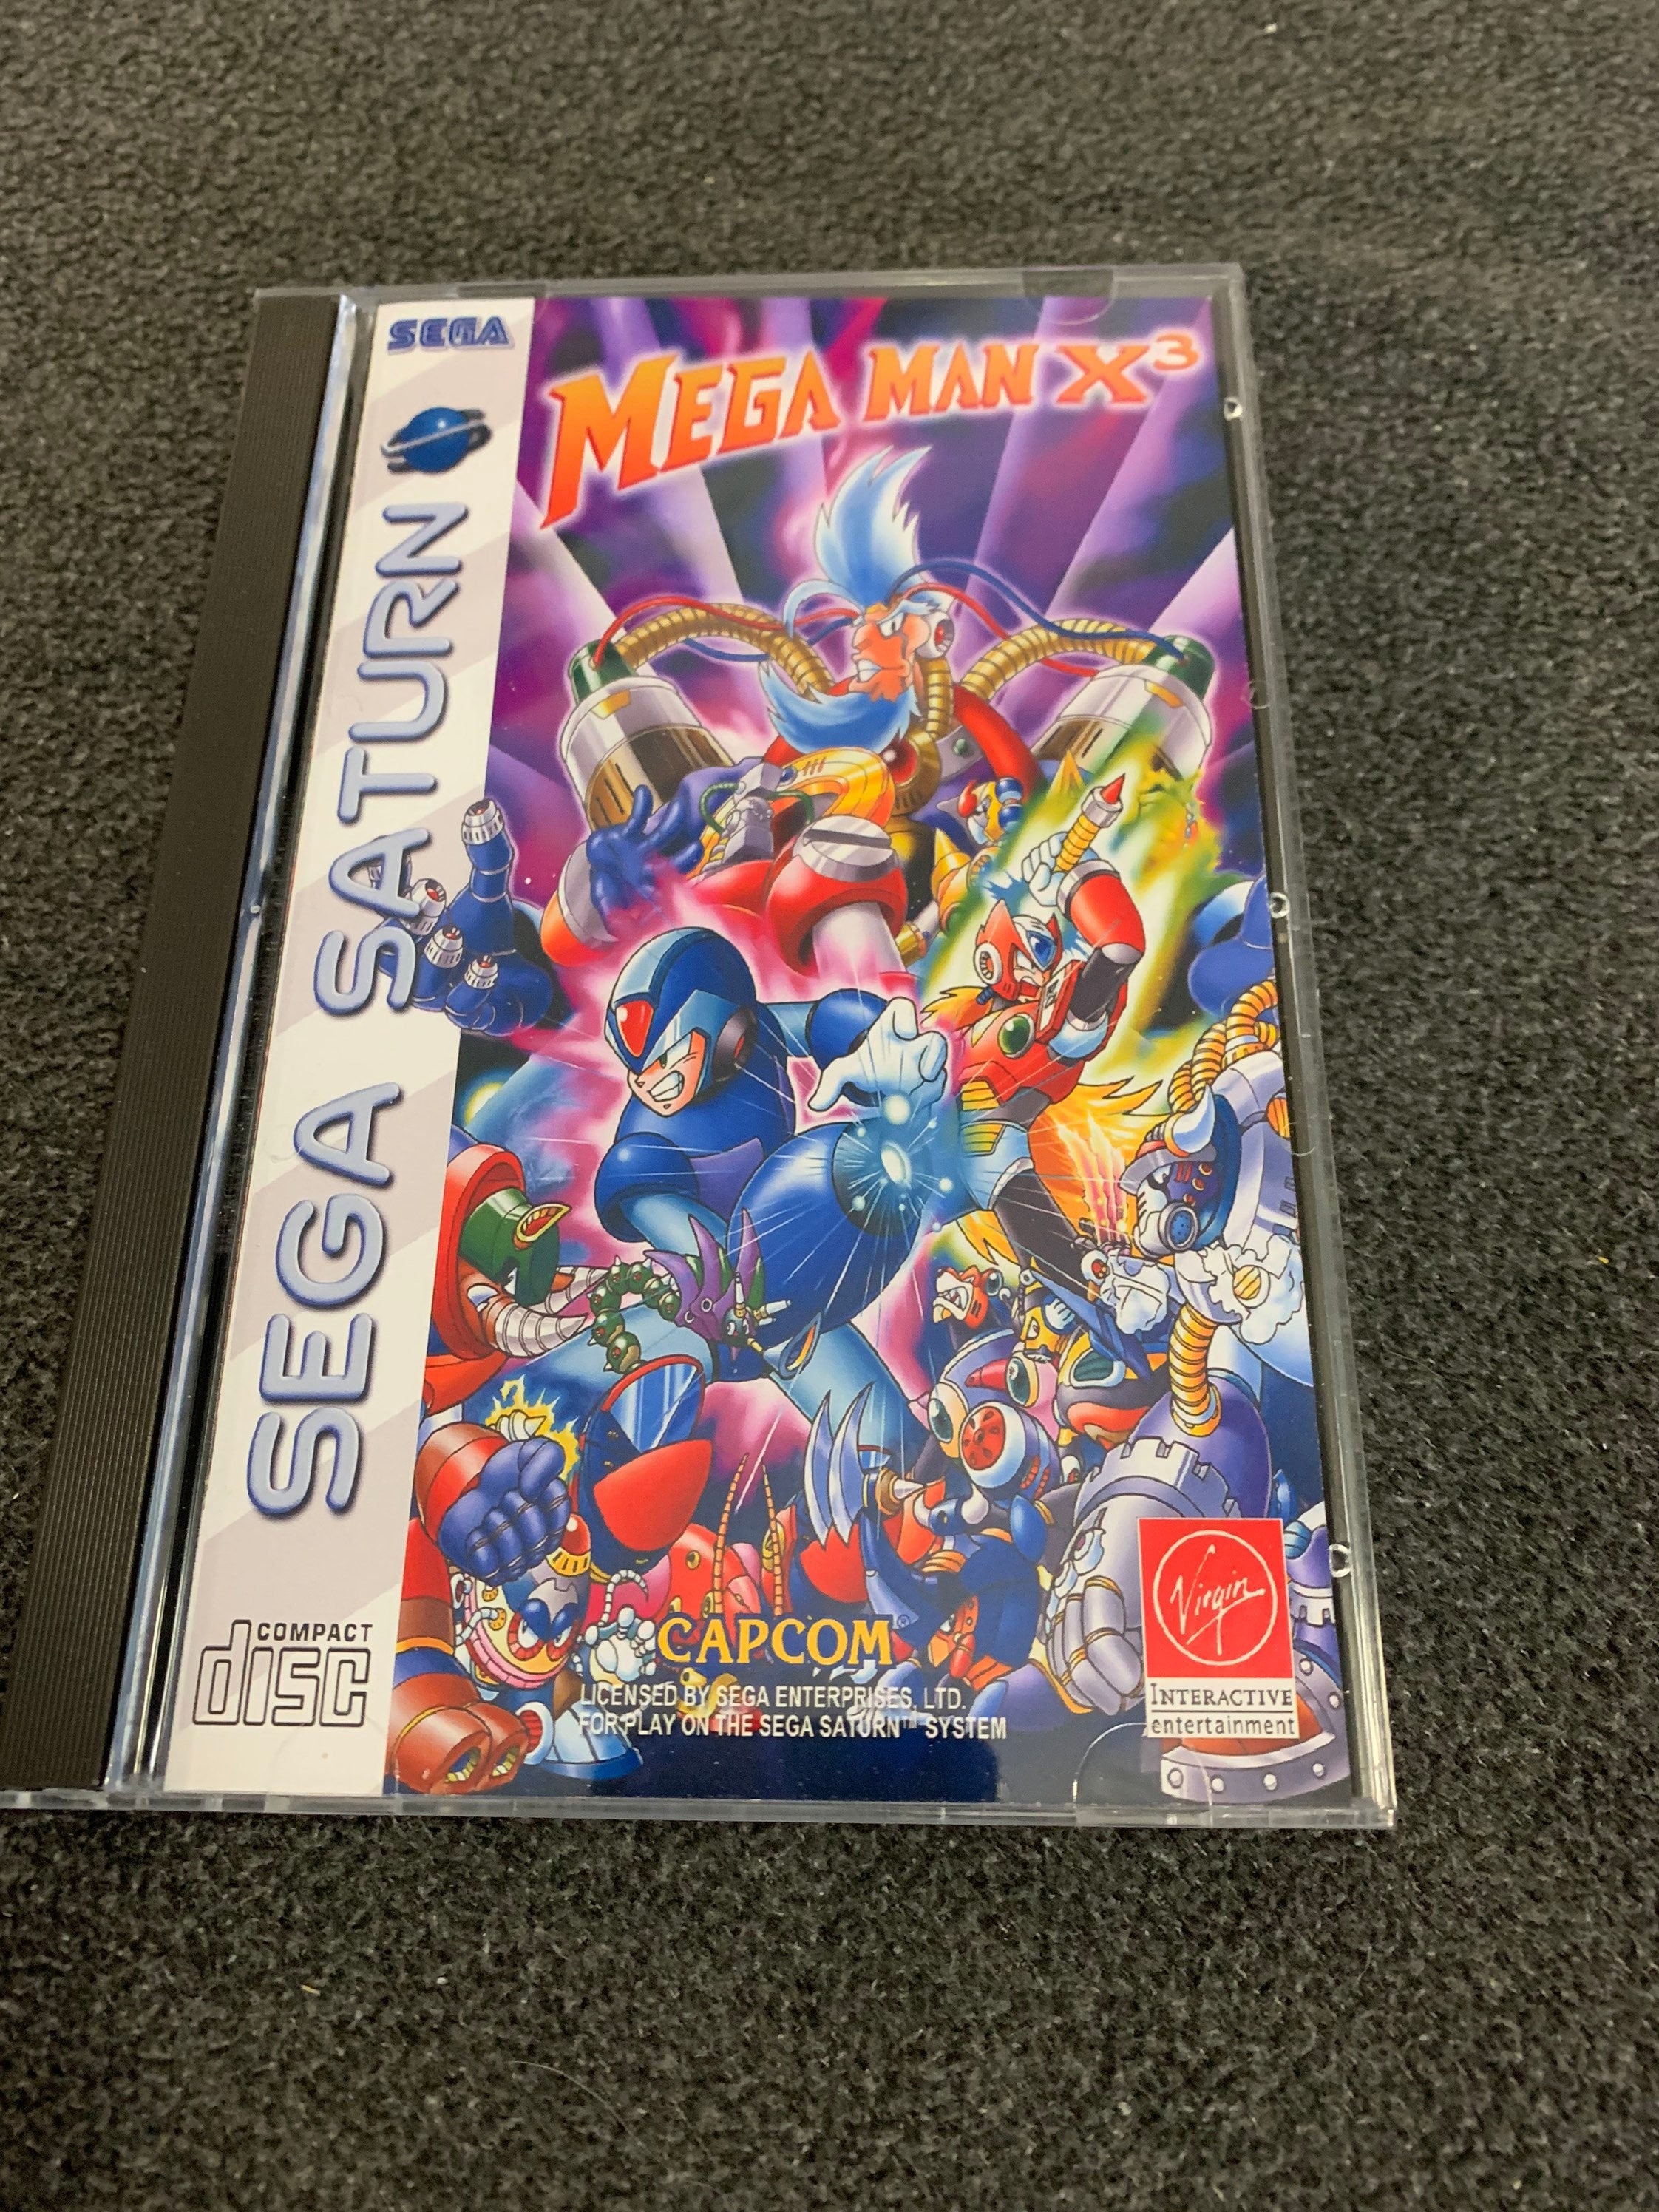 SEGA
MEGA MAN X3
SEGA SATURN
COMPACT
disc
CAPCOM®
LICENSED BY SEGA ENTERPRISES, LTD.
FOR PLAY ON THE SEGA SATURN™ SYSTEM
Virgin
INTERACTIVE
entertainment